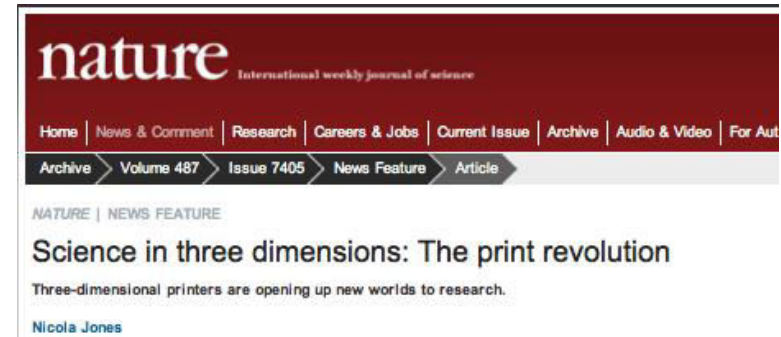 nature International weekly journal of science
Home | News & Comment | Research | Careers & Jobs | Current Issue | Archive | Audio & Video | For Aut
Archive Volume 487 Issue 7405 News Feature Article
NATURE | NEWS FEATURE
Science in three dimensions: The print revolution
Three-dimensional printers are opening up new worlds to research.
Nicola Jones